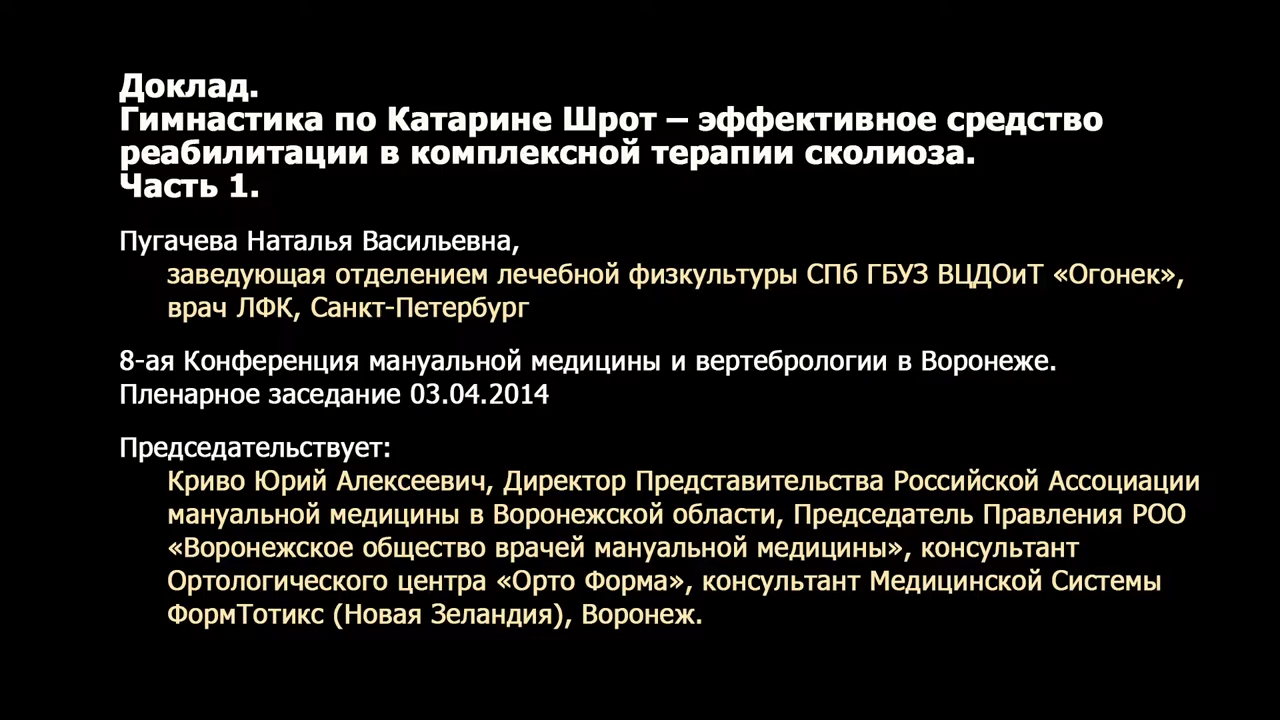 Доклад.
Гимнастика по Катарине Шрот – эффективное средство
реабилитации в комплексной терапии сколиоза.
Часть 1.
Пугачева Наталья Васильевна,
заведующая отделением лечебной физкультуры СПб ГБУЗ ВЦДОиТ «Огонек»,
врач ЛФК, Санкт-Петербург
8-ая Конференция мануальной медицины и вертебрологии в Воронеже.
Пленарное заседание 03.04.2014
Председательствует:
Криво Юрий Алексеевич, Директор Представительства Российской Ассоциации
мануальной медицины в Воронежской области, Председатель Правления РОО
«Воронежское общество врачей мануальной медицины», консультант
Ортологического центра «Орто Форма», консультант Медицинской Системы
ФормТотикс (Новая Зеландия), Воронеж.